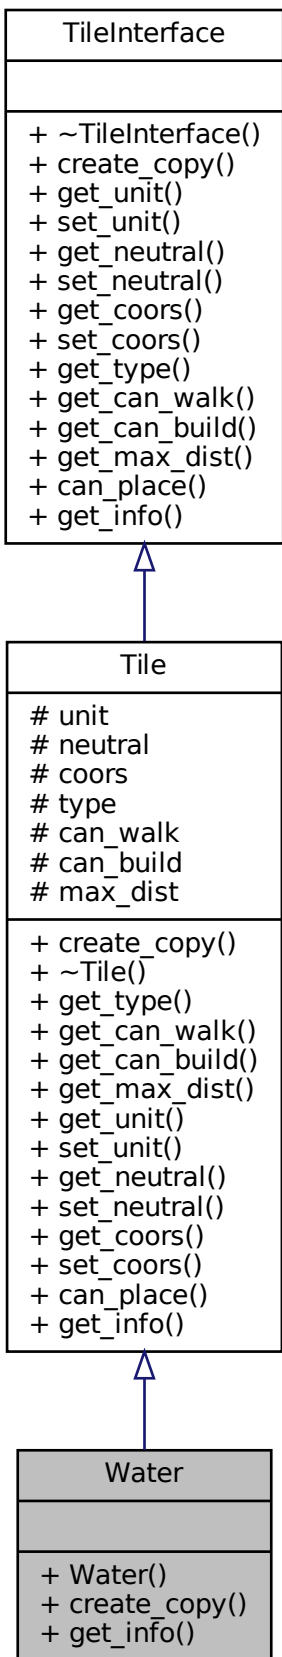 TileInterface
+ ~TileInterface()
+ create_copy()
+ get_unit()
+ set_unit()
+ get_neutral()
+ set_neutral()
+ get_coors()
+ set_coors()
+ get_type()
+ get_can_walk()
+ get_can_build()
+ get_max_dist()
+ can_place()
+ get_info()
Tile
# unit
# neutral
# coors
# type
# can_walk
# can_build
# max_dist
+ create_copy()
+ ~Tile()
+ get_type()
+ get_can_walk()
+ get_can_build()
+ get_max_dist()
+ get_unit()
+ set_unit()
+ get_neutral()
+ set_neutral()
+ get_coors()
+ set_coors()
+ can_place()
+ get_info()
Water
+ Water()
+ create_copy()
+ get_info()